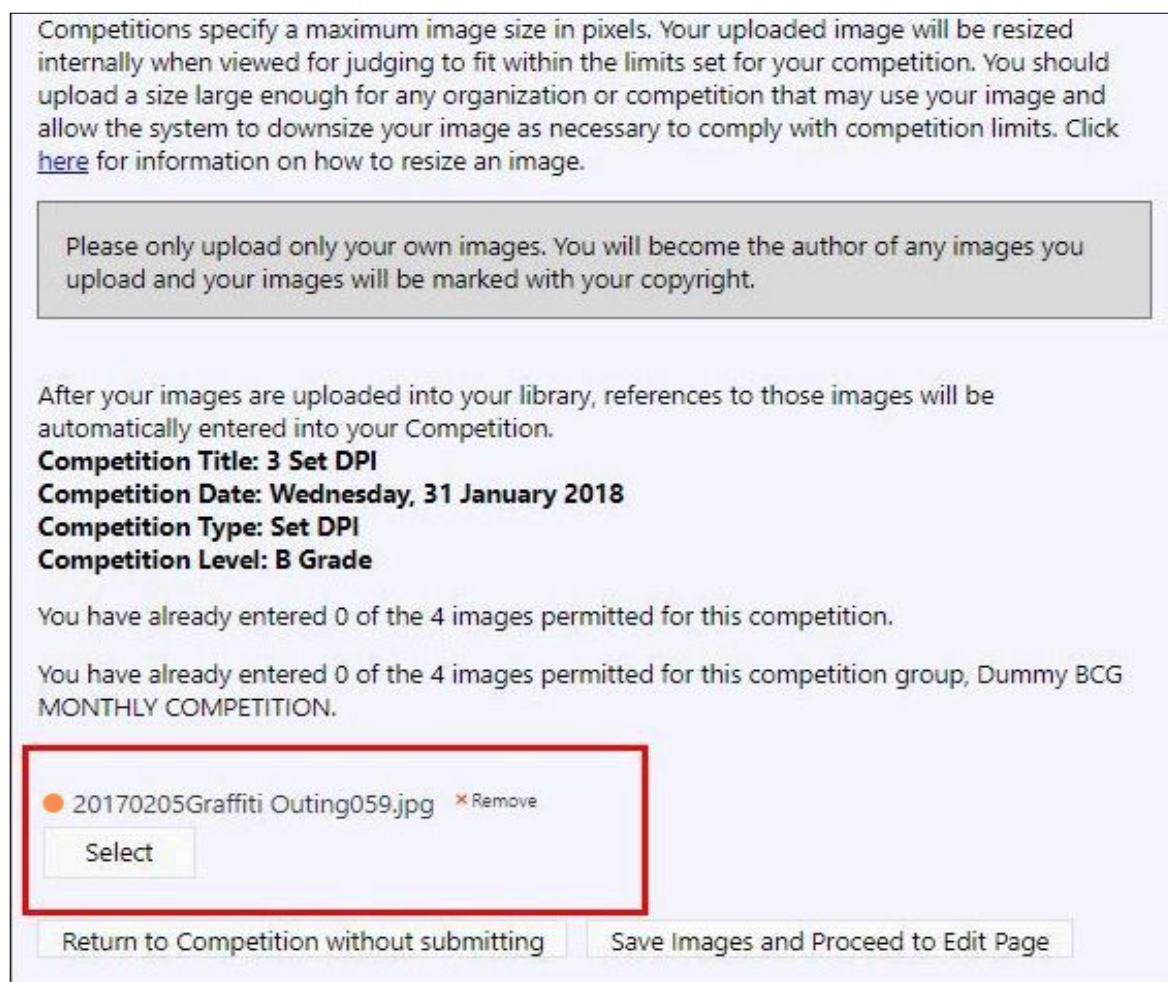 Competitions specify a maximum image size in pixels. Your uploaded image will be resized
internally when viewed for judging to fit within the limits set for your competition. You should
upload a size large enough for any organization or competition that may use your image and
allow the system to downsize your image as necessary to comply with competition limits. Click
here for information on how to resize an image.
Please only upload only your own images. You will become the author of any images you
upload and your images will be marked with your copyright.
After your images are uploaded into your library, references to those images will be
automatically entered into your Competition.
Competition Title: 3 Set DPI
Competition Date: Wednesday, 31 January 2018
Competition Type: Set DPI
Competition Level: B Grade
You have already entered 0 of the 4 images permitted for this competition.
You have already entered 0 of the 4 images permitted for this competition group, Dummy BCG
MONTHLY COMPETITION.
20170205Graffiti Outing059.jpg × Remove
Select
Return to Competition without submitting Save Images and Proceed to Edit Page